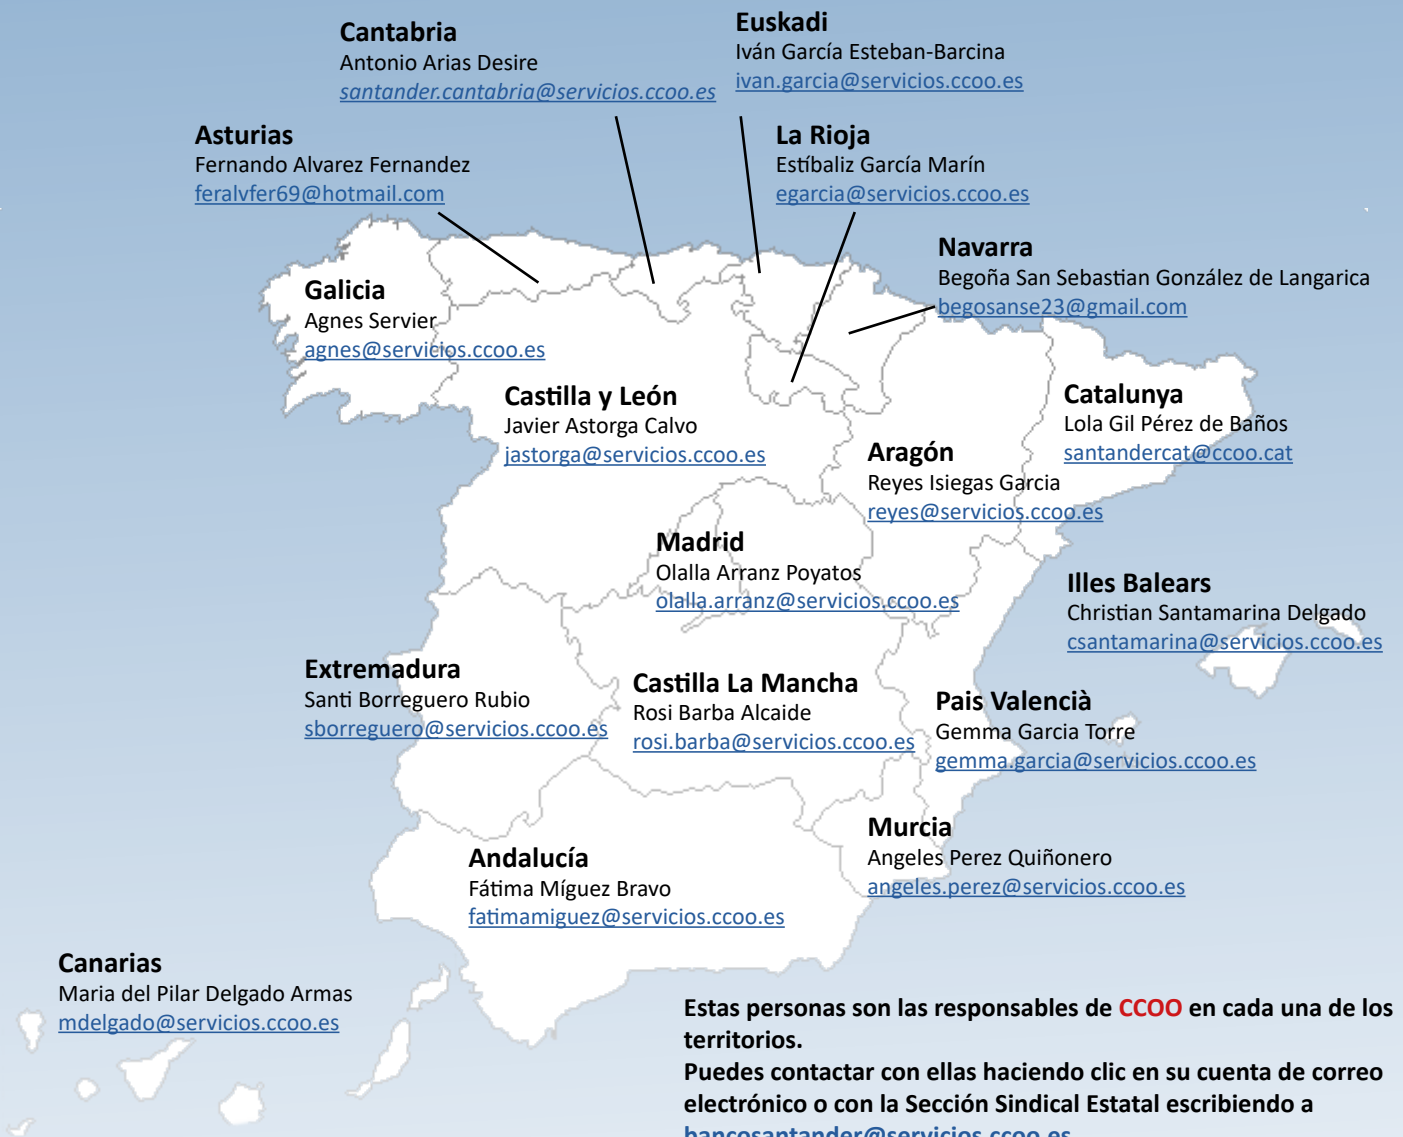 Cantabria
Antonio Arias Desire
santander.cantabria@servicios.ccoo.es
Euskadi
Iván García Esteban-Barcina
ivan.garcia@servicios.ccoo.es
Asturias
Fernando Alvarez Fernandez
feralvfer69@hotmail.com
La Rioja
Estíbaliz García Marín
egarcia@servicios.ccoo.es
Navarra
Begoña San Sebastian González de Langarica
begosanse23@gmail.com
Galicia
Agnes Servier
agnes@servicios.ccoo.es
Castilla y León
Javier Astorga Calvo
jastorga@servicios.ccoo.es
Catalunya
Lola Gil Pérez de Baños
santandercat@ccoo.cat
Aragón
Reyes Isiegas Garcia
reyes@servicios.ccoo.es
Madrid
Olalla Arranz Poyatos
olalla.arranz@servicios.ccoo.es
Illes Balears
Christian Santamarina Delgado
csantamarina@servicios.ccoo.es
Extremadura
Santi Borreguero Rubio
sborreguero@servicios.ccoo.es
Castilla La Mancha
Rosi Barba Alcaide
rosi.barba@servicios.ccoo.es
Pais Valencià
Gemma Garcia Torre
gemma.garcia@servicios.ccoo.es
Murcia
Angeles Perez Quiñonero
angeles.perez@servicios.ccoo.es
Andalucía
Fátima Míguez Bravo
fatimamiguez@servicios.ccoo.es
Canarias
Maria del Pilar Delgado Armas
mdelgado@servicios.ccoo.es
Estas personas son las responsables de CCOO en cada una de los
territorios.
Puedes contactar con ellas haciendo clic en su cuenta de correo
electrónico o con la Sección Sindical Estatal escribiendo a
bancosantander@servicios.ccoo.es